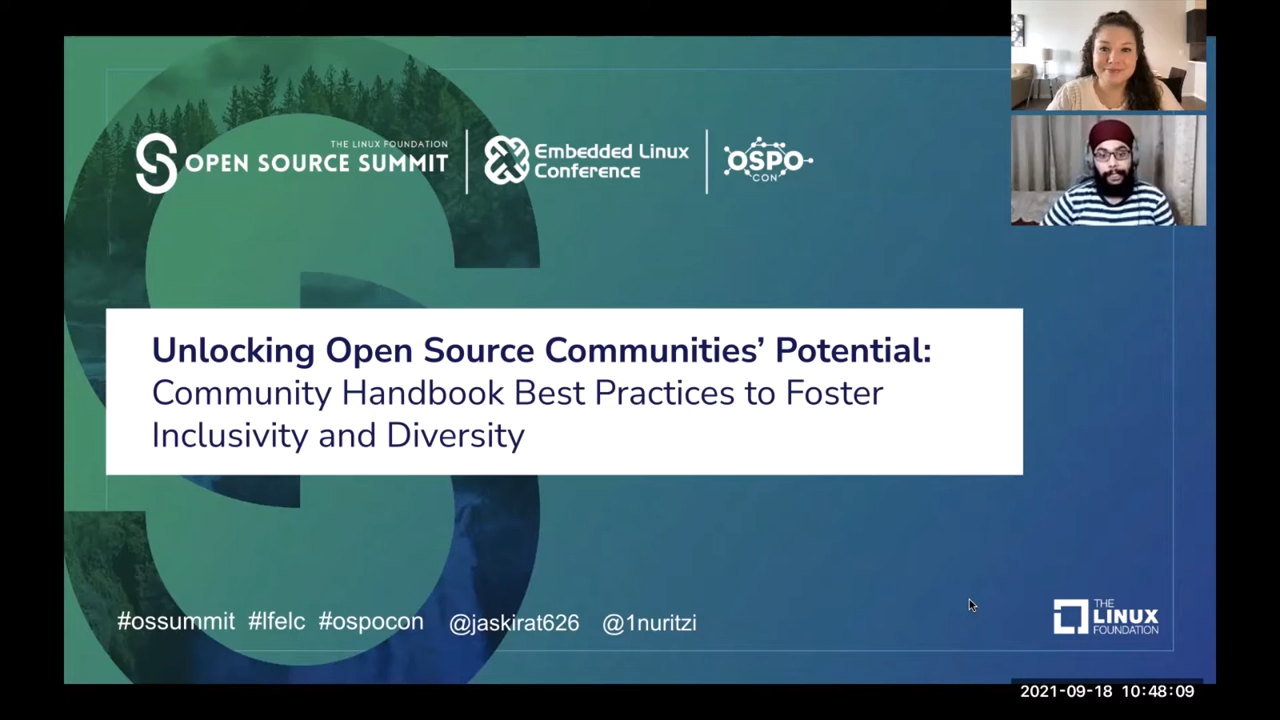 THE LINUX FOUNDATION
OPEN SOURCE SUMMIT
Embedded Linux
Conference
OSPO
CON
Unlocking Open Source Communities’ Potential:
Community Handbook Best Practices to Foster
Inclusivity and Diversity
#ossummit #lfelc #ospocon @jaskirat626 @1nuritzi
THE
LINUX
FOUNDATION
2021-09-18 10:48:09